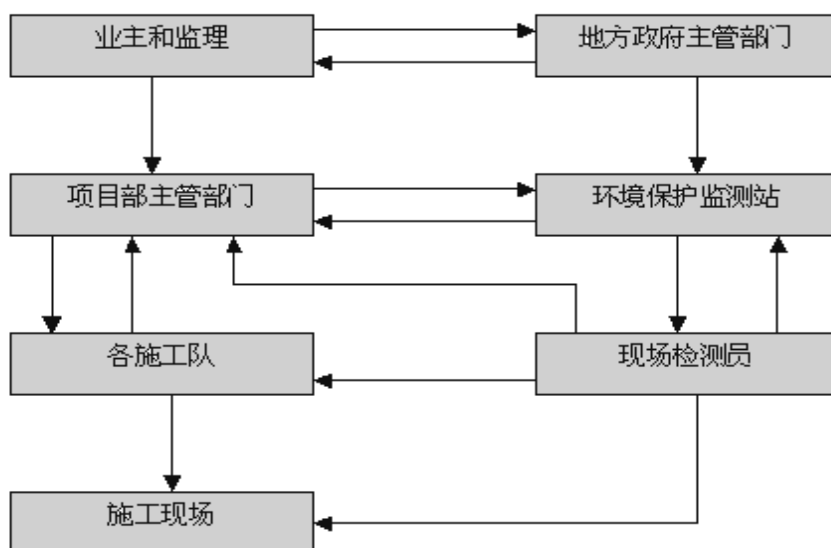 业主和监理
地方政府主管部门
项目部主管部门
环境保护监测站
各施工队
现场检测员
施工现场